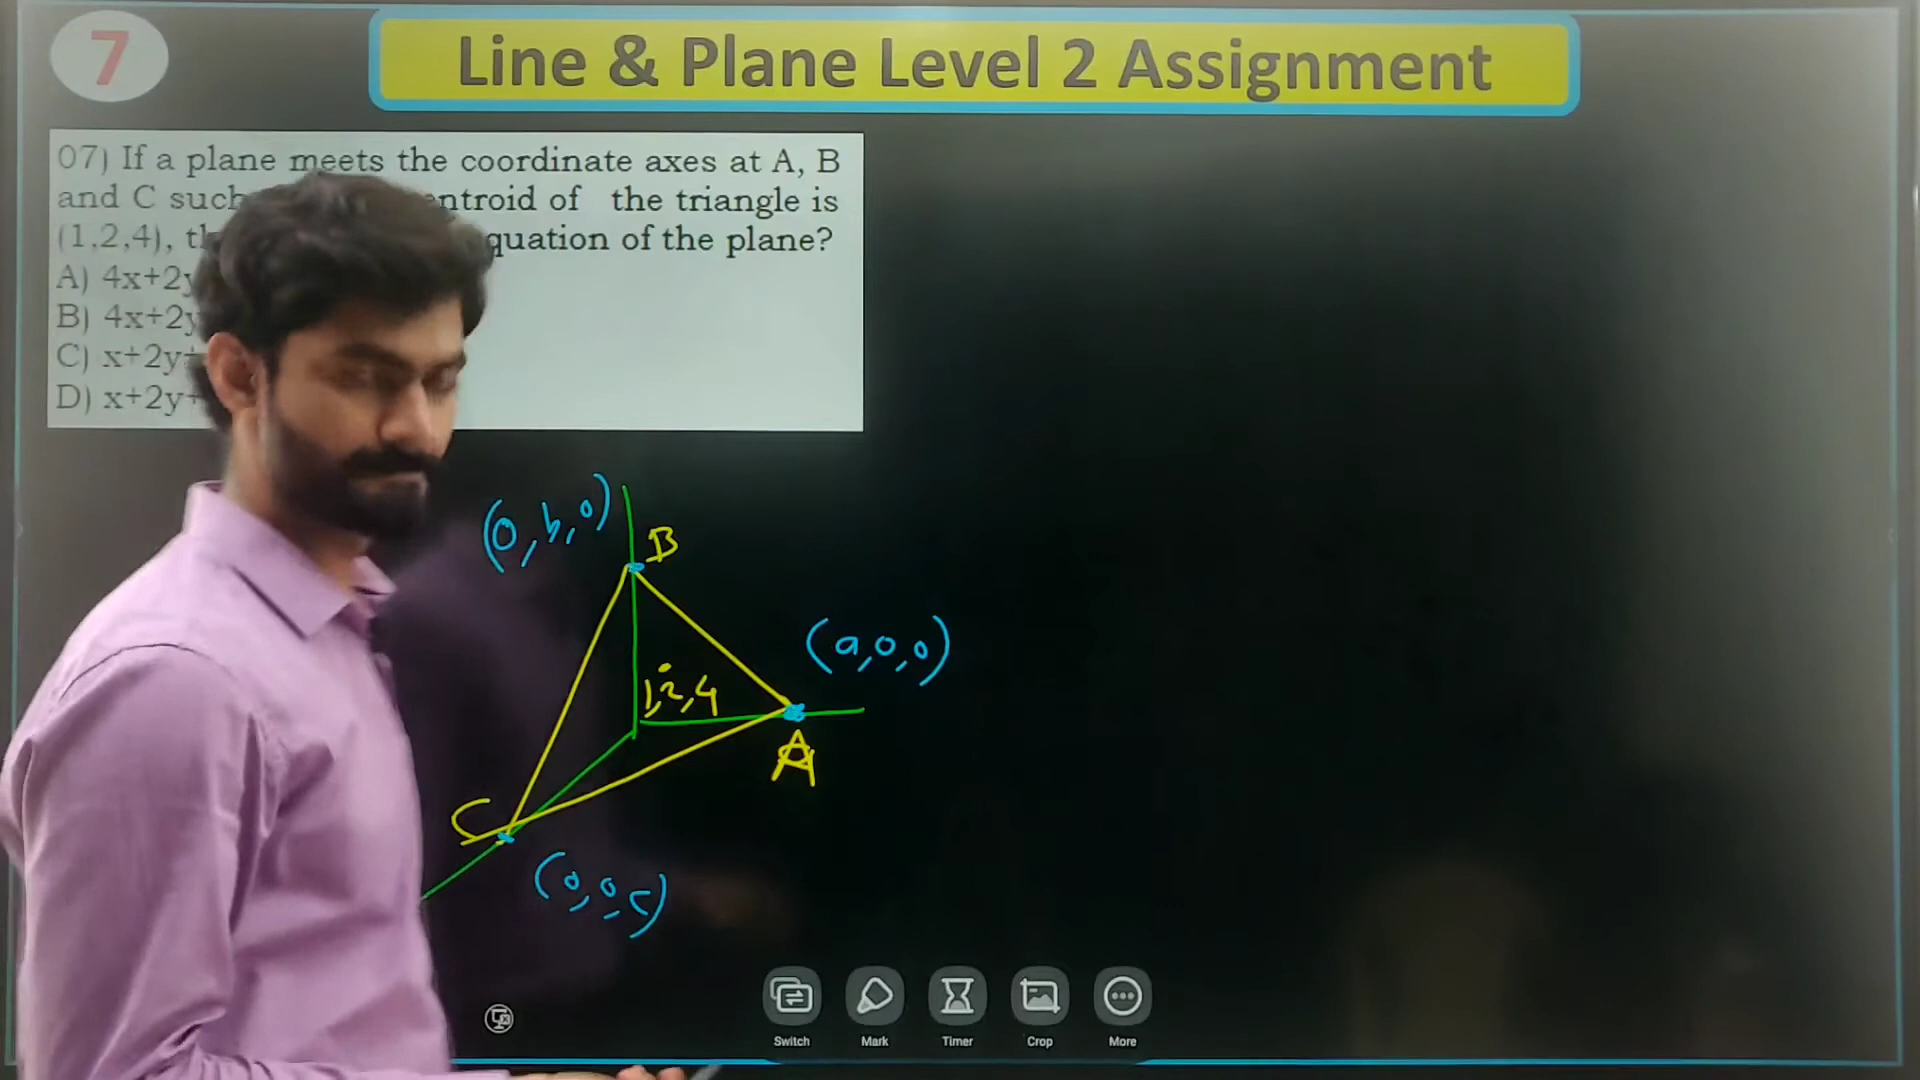 7
Line & Plane Level 2 Assignment
07) If a plane meets the coordinate axes at A, B
and C such ntroid of the triangle is
(1,2,4), th quation of the plane?
A) 4x+2y
B) 4x+2y
C) x+2y+
D) x+2y+
(0,b,0)
B
(a,0,0)
1,2,4
A
C
(0,0,c)
Switch
Mark
Timer
Crop
More